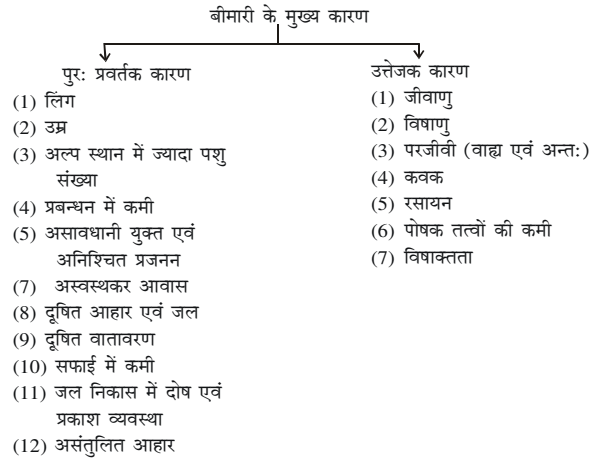 बीमारी के मुख्य कारण
पुर: प्रवर्तक कारण
(1) लिंग
(2) उम्र
(3) अल्प स्थान में ज्यादा पशु
संख्या
(4) प्रबन्धन में कमी
(5) असावधानी युक्त एवं
अनिश्चित प्रजनन
(7) अस्वस्थकर आवास
(8) दूषित आहार एवं जल
(9) दूषित वातावरण
(10) सफाई में कमी
(11) जल निकास में दोष एवं
प्रकाश व्यवस्था
(12) असंतुलित आहार
उत्तेजक कारण
(1) जीवाणु
(2) विषाणु
(3) परजीवी (वाह्य एवं अन्त:)
(4) कवक
(5) रसायन
(6) पोषक तत्वों की कमी
(7) विषाक्तता